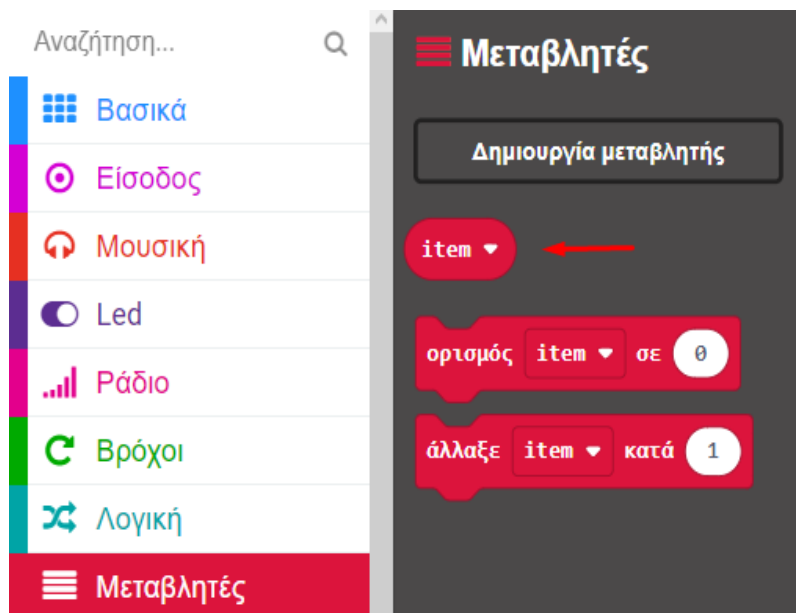 Αναζήτηση...
Βασικά
Είσοδος
Μουσική
Led
Ράδιο
Βρόχοι
Λογική
Μεταβλητές
Μεταβλητές
Δημιουργία μεταβλητής
item
ορισμός item σε 0
άλλαξε item κατά 1